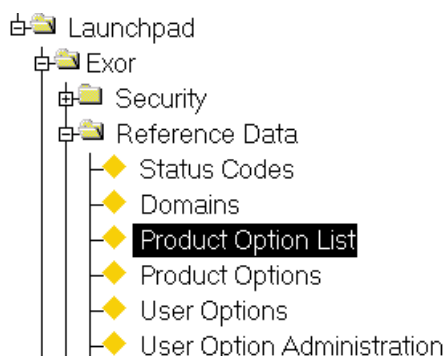 Launchpad
Exor
Security
Reference Data
Status Codes
Domains
Product Option List
Product Options
User Options
User Option Administration